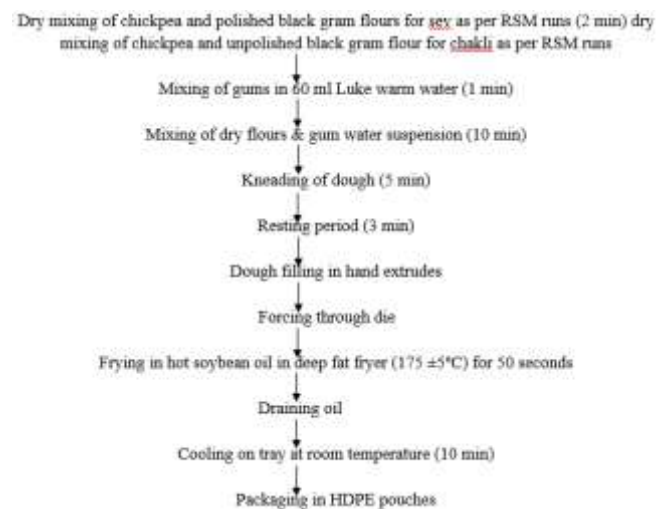 Dry mixing of chickpea and polished black gram flours for sev as per RSM runs (2 min) dry
mixing of chickpea and unpolished black gram flour for chakli as per RSM runs
Mixing of gums in 60 ml Luke warm water (1 min)
Mixing of dry flours & gum water suspension (10 min)
Kneading of dough (5 min)
Resting period (3 min)
Dough filling in hand extrudes
Forcing through die
Frying in hot soybean oil in deep fat fryer (175 ±5°C) for 50 seconds
Draining oil
Cooling on tray at room temperature (10 min)
Packaging in HDPE pouches